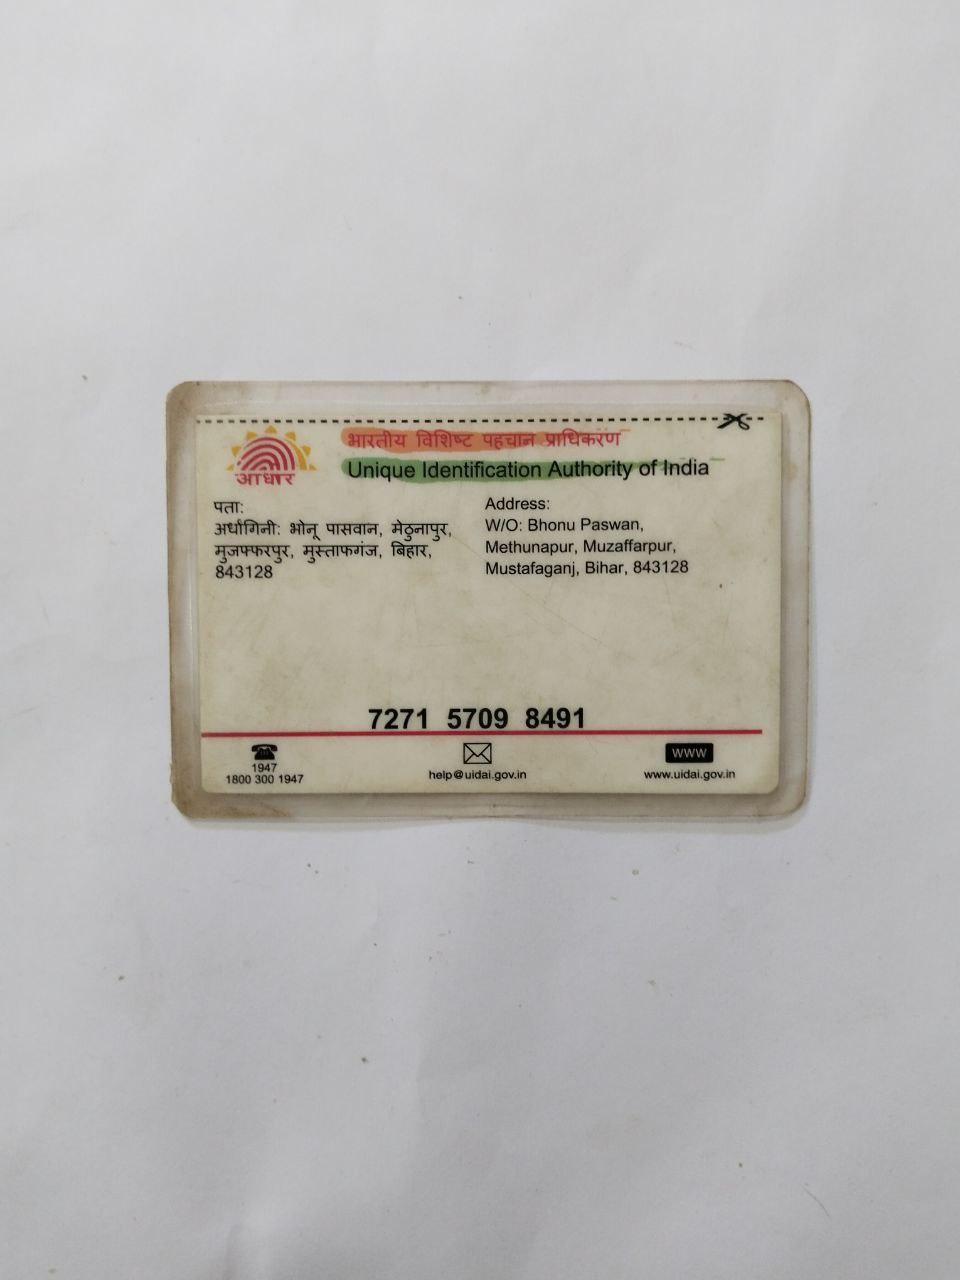 आधार
भारतीय विशिष्ट पहचान प्राधिकरण
Unique Identification Authority of India
पता:
अर्धांगिनी: भोनू पासवान, मेठुनापुर,
मुजफ्फरपुर, मुस्ताफगंज, बिहार,
843128
Address:
W/O: Bhonu Paswan,
Methunapur, Muzaffarpur,
Mustafaganj, Bihar, 843128
7271 5709 8491
1947
1800 300 1947
help@uidai.gov.in
WWW
www.uidai.gov.in